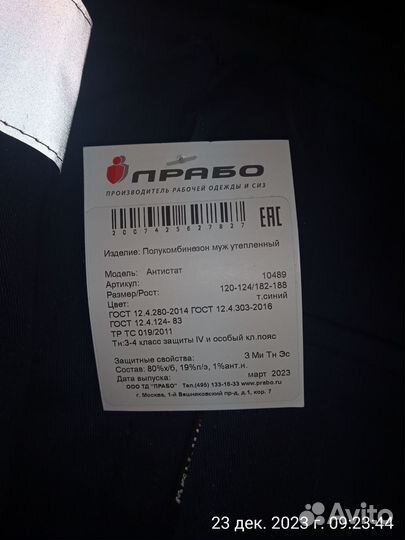 ПРАБО
ПРОИЗВОДИТЕЛЬ РАБОЧЕЙ ОДЕЖДЫ И СИЗ
2007425627827
ЕАС
Изделие: Полукомбинезон муж утепленный
Модель: Антистат
Артикул: 10489
Размер/Рост: 120-124/182-188
Цвет: т.синий
ГОСТ 12.4.280-2014 ГОСТ 12.4.303-2016
ГОСТ 12.4.124- 83
ТР ТС 019/2011
Тн:3-4 класс защиты IV и особый кл.пояс
Защитные свойства: З Ми Тн Эс
Состав: 80%х/б, 19%п/э, 1%ант.н.
Дата выпуска: март 2023
ООО ТД "ПРАБО" Тел.(495) 133-16-33 www.prabo.ru
г. Москва, 1-й Вешняковский пр-д, д.1, кор. 7
23 дек. 2023 г. 09:23:44
Avito